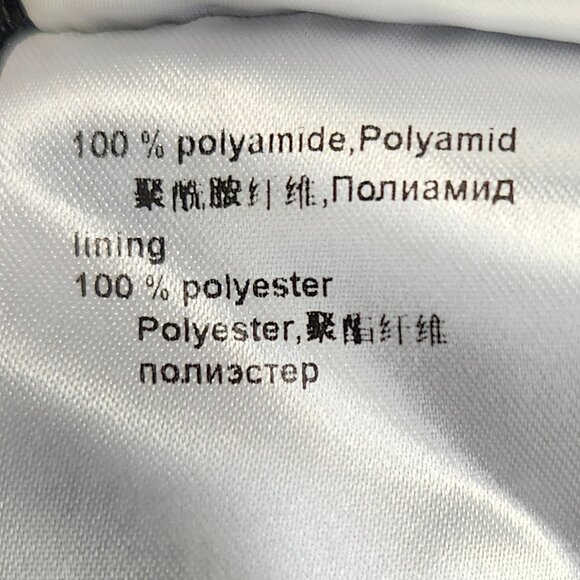 100 % polyamide,Polyamid
聚酰胺纤维,Полиамид
lining
100 % polyester
Polyester,聚酯纤维
полиэстер